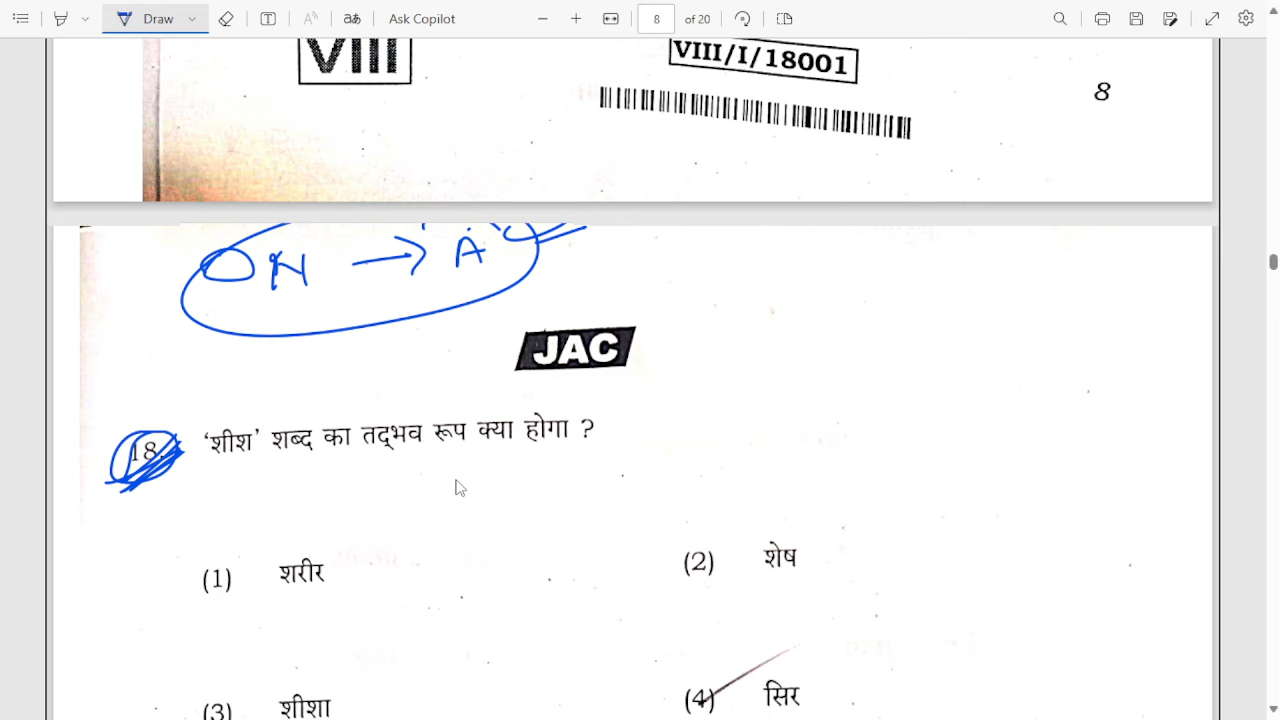 Draw
Ask Copilot
8
of 20
VIII
VIII/I/18001
8
ON → A
JAC
18. ‘शीश’ शब्द का तद्भव रूप क्या होगा ?
(1) शरीर
(2) शेष
(3) शीशा
(4) सिर